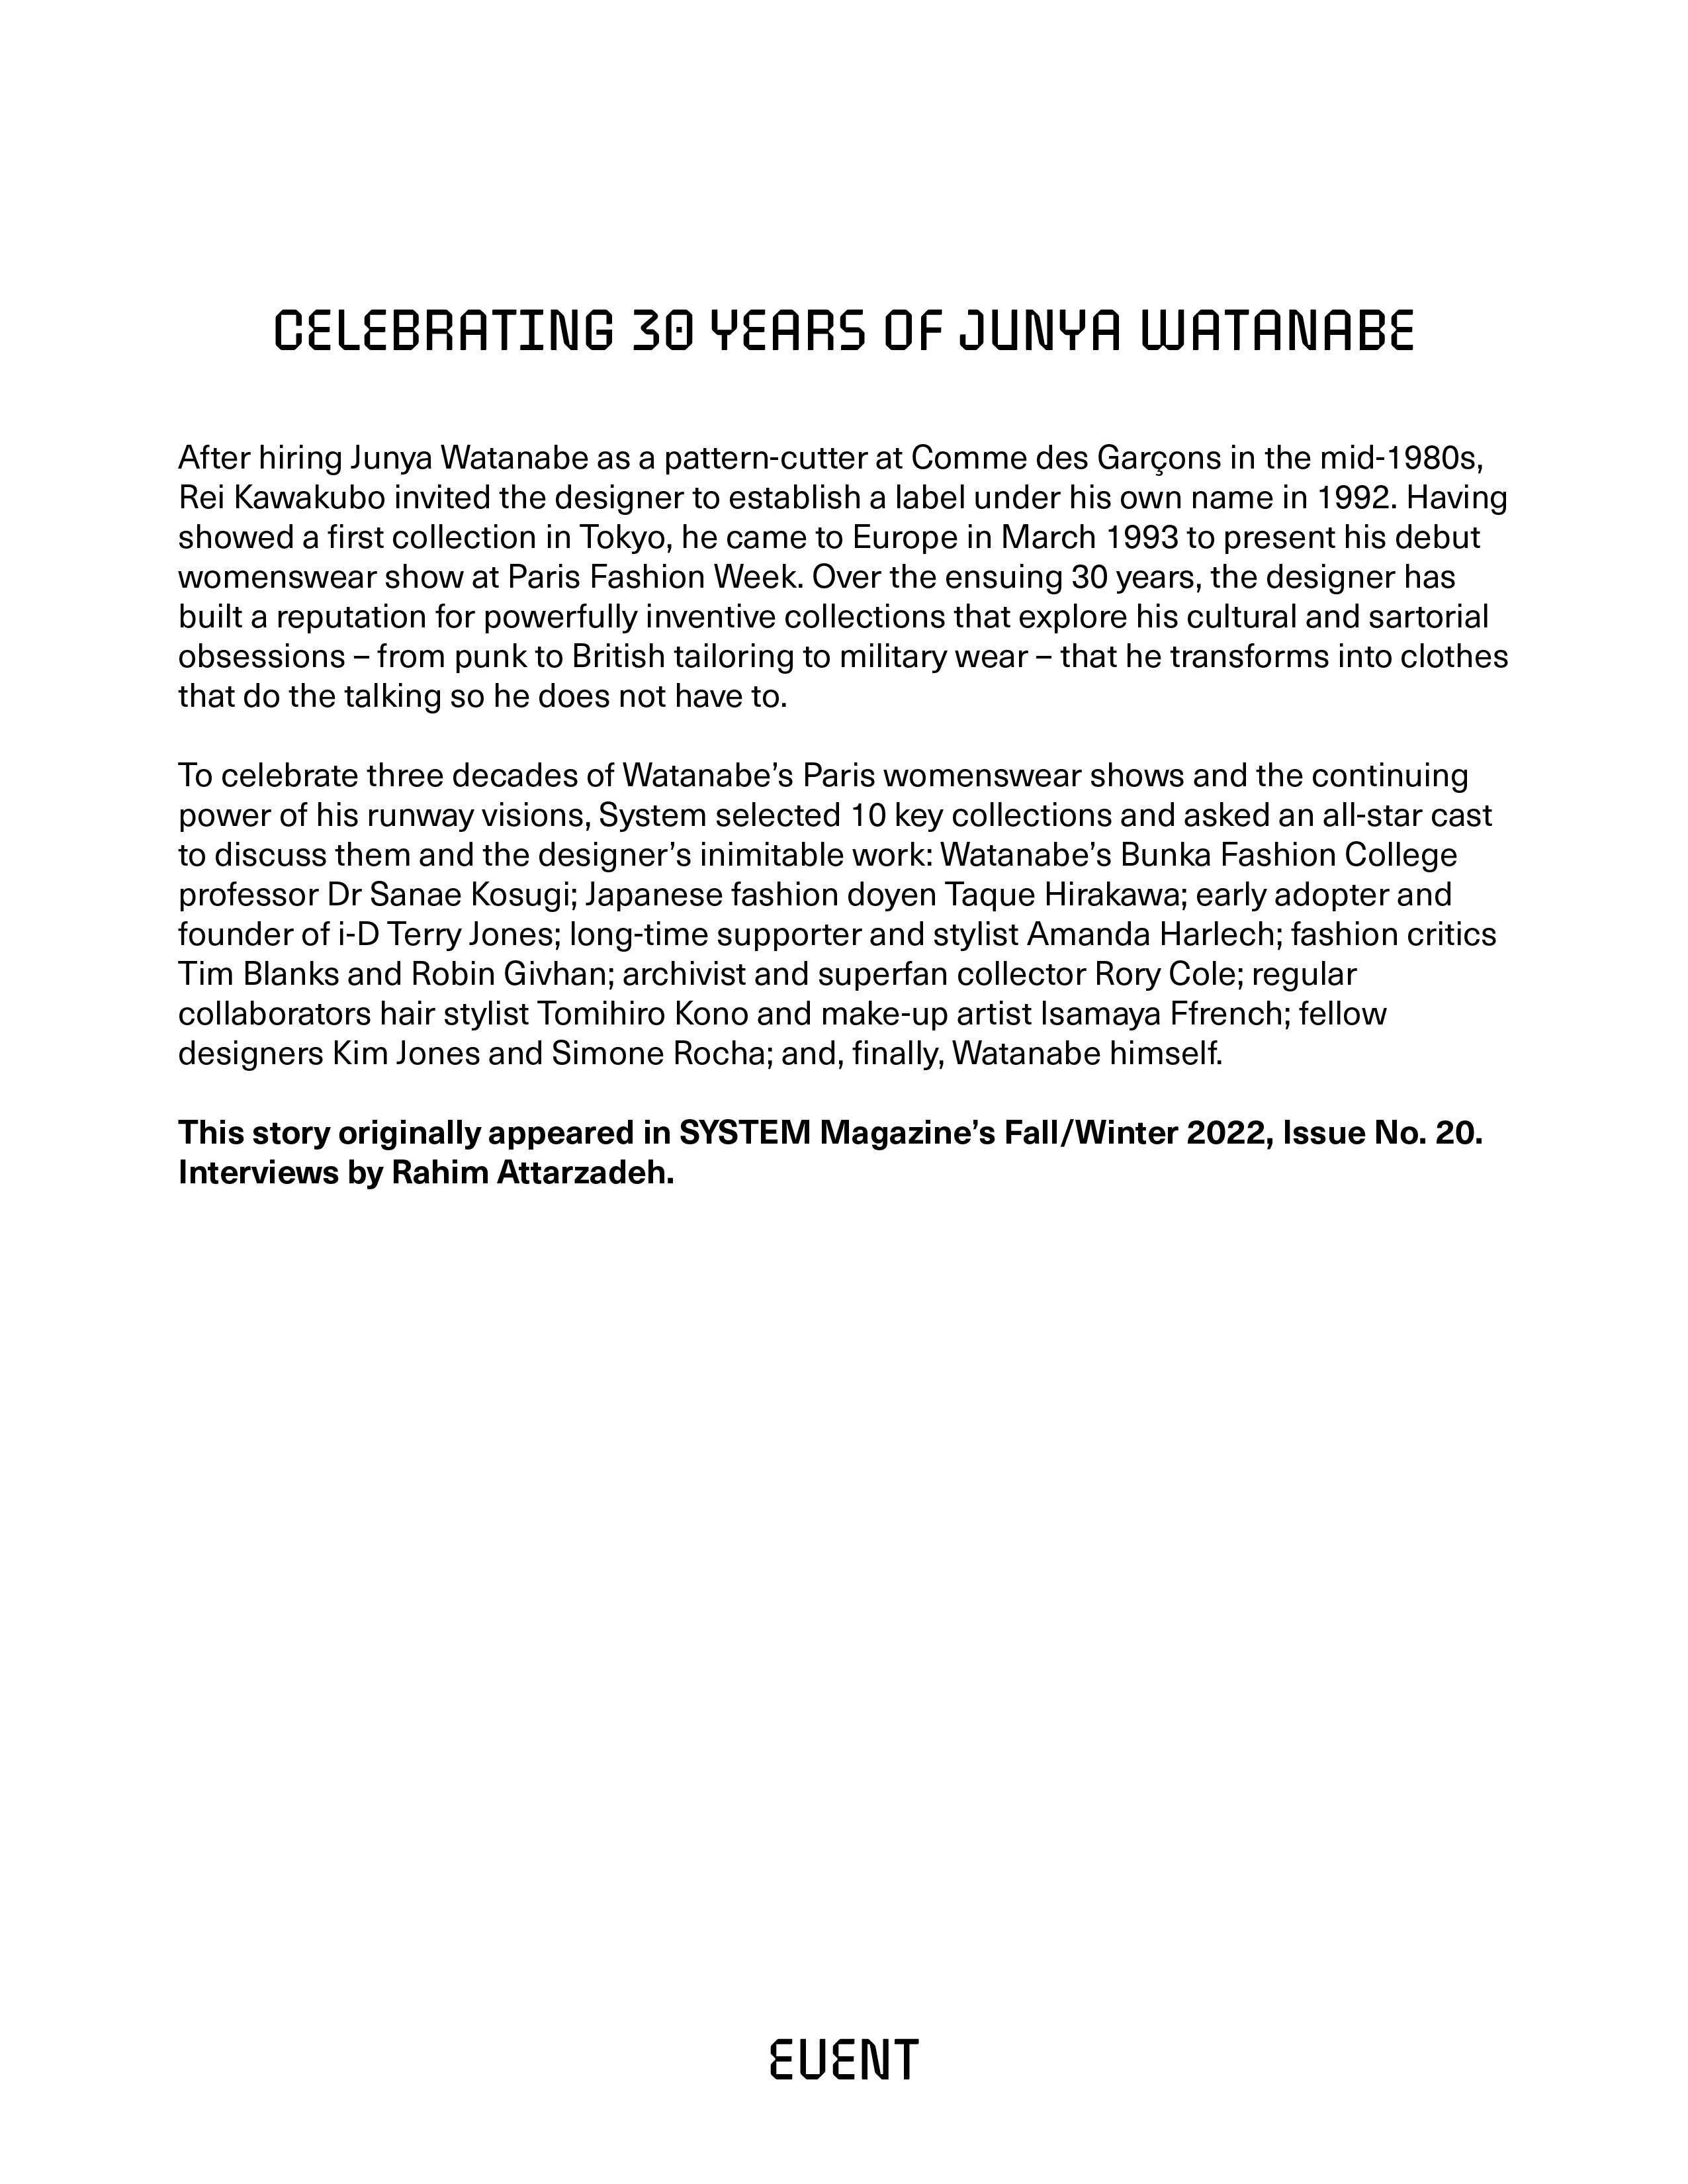 CELEBRATING 30 YEARS OF JUNYA WATANABE
After hiring Junya Watanabe as a pattern-cutter at Comme des Garçons in the mid-1980s,
Rei Kawakubo invited the designer to establish a label under his own name in 1992. Having
showed a first collection in Tokyo, he came to Europe in March 1993 to present his debut
womenswear show at Paris Fashion Week. Over the ensuing 30 years, the designer has
built a reputation for powerfully inventive collections that explore his cultural and sartorial
obsessions – from punk to British tailoring to military wear – that he transforms into clothes
that do the talking so he does not have to.
To celebrate three decades of Watanabe’s Paris womenswear shows and the continuing
power of his runway visions, System selected 10 key collections and asked an all-star cast
to discuss them and the designer’s inimitable work: Watanabe’s Bunka Fashion College
professor Dr Sanae Kosugi; Japanese fashion doyen Taque Hirakawa; early adopter and
founder of i-D Terry Jones; long-time supporter and stylist Amanda Harlech; fashion critics
Tim Blanks and Robin Givhan; archivist and superfan collector Rory Cole; regular
collaborators hair stylist Tomihiro Kono and make-up artist Isamaya Ffrench; fellow
designers Kim Jones and Simone Rocha; and, finally, Watanabe himself.
This story originally appeared in SYSTEM Magazine’s Fall/Winter 2022, Issue No. 20.
Interviews by Rahim Attarzadeh.
EVENT